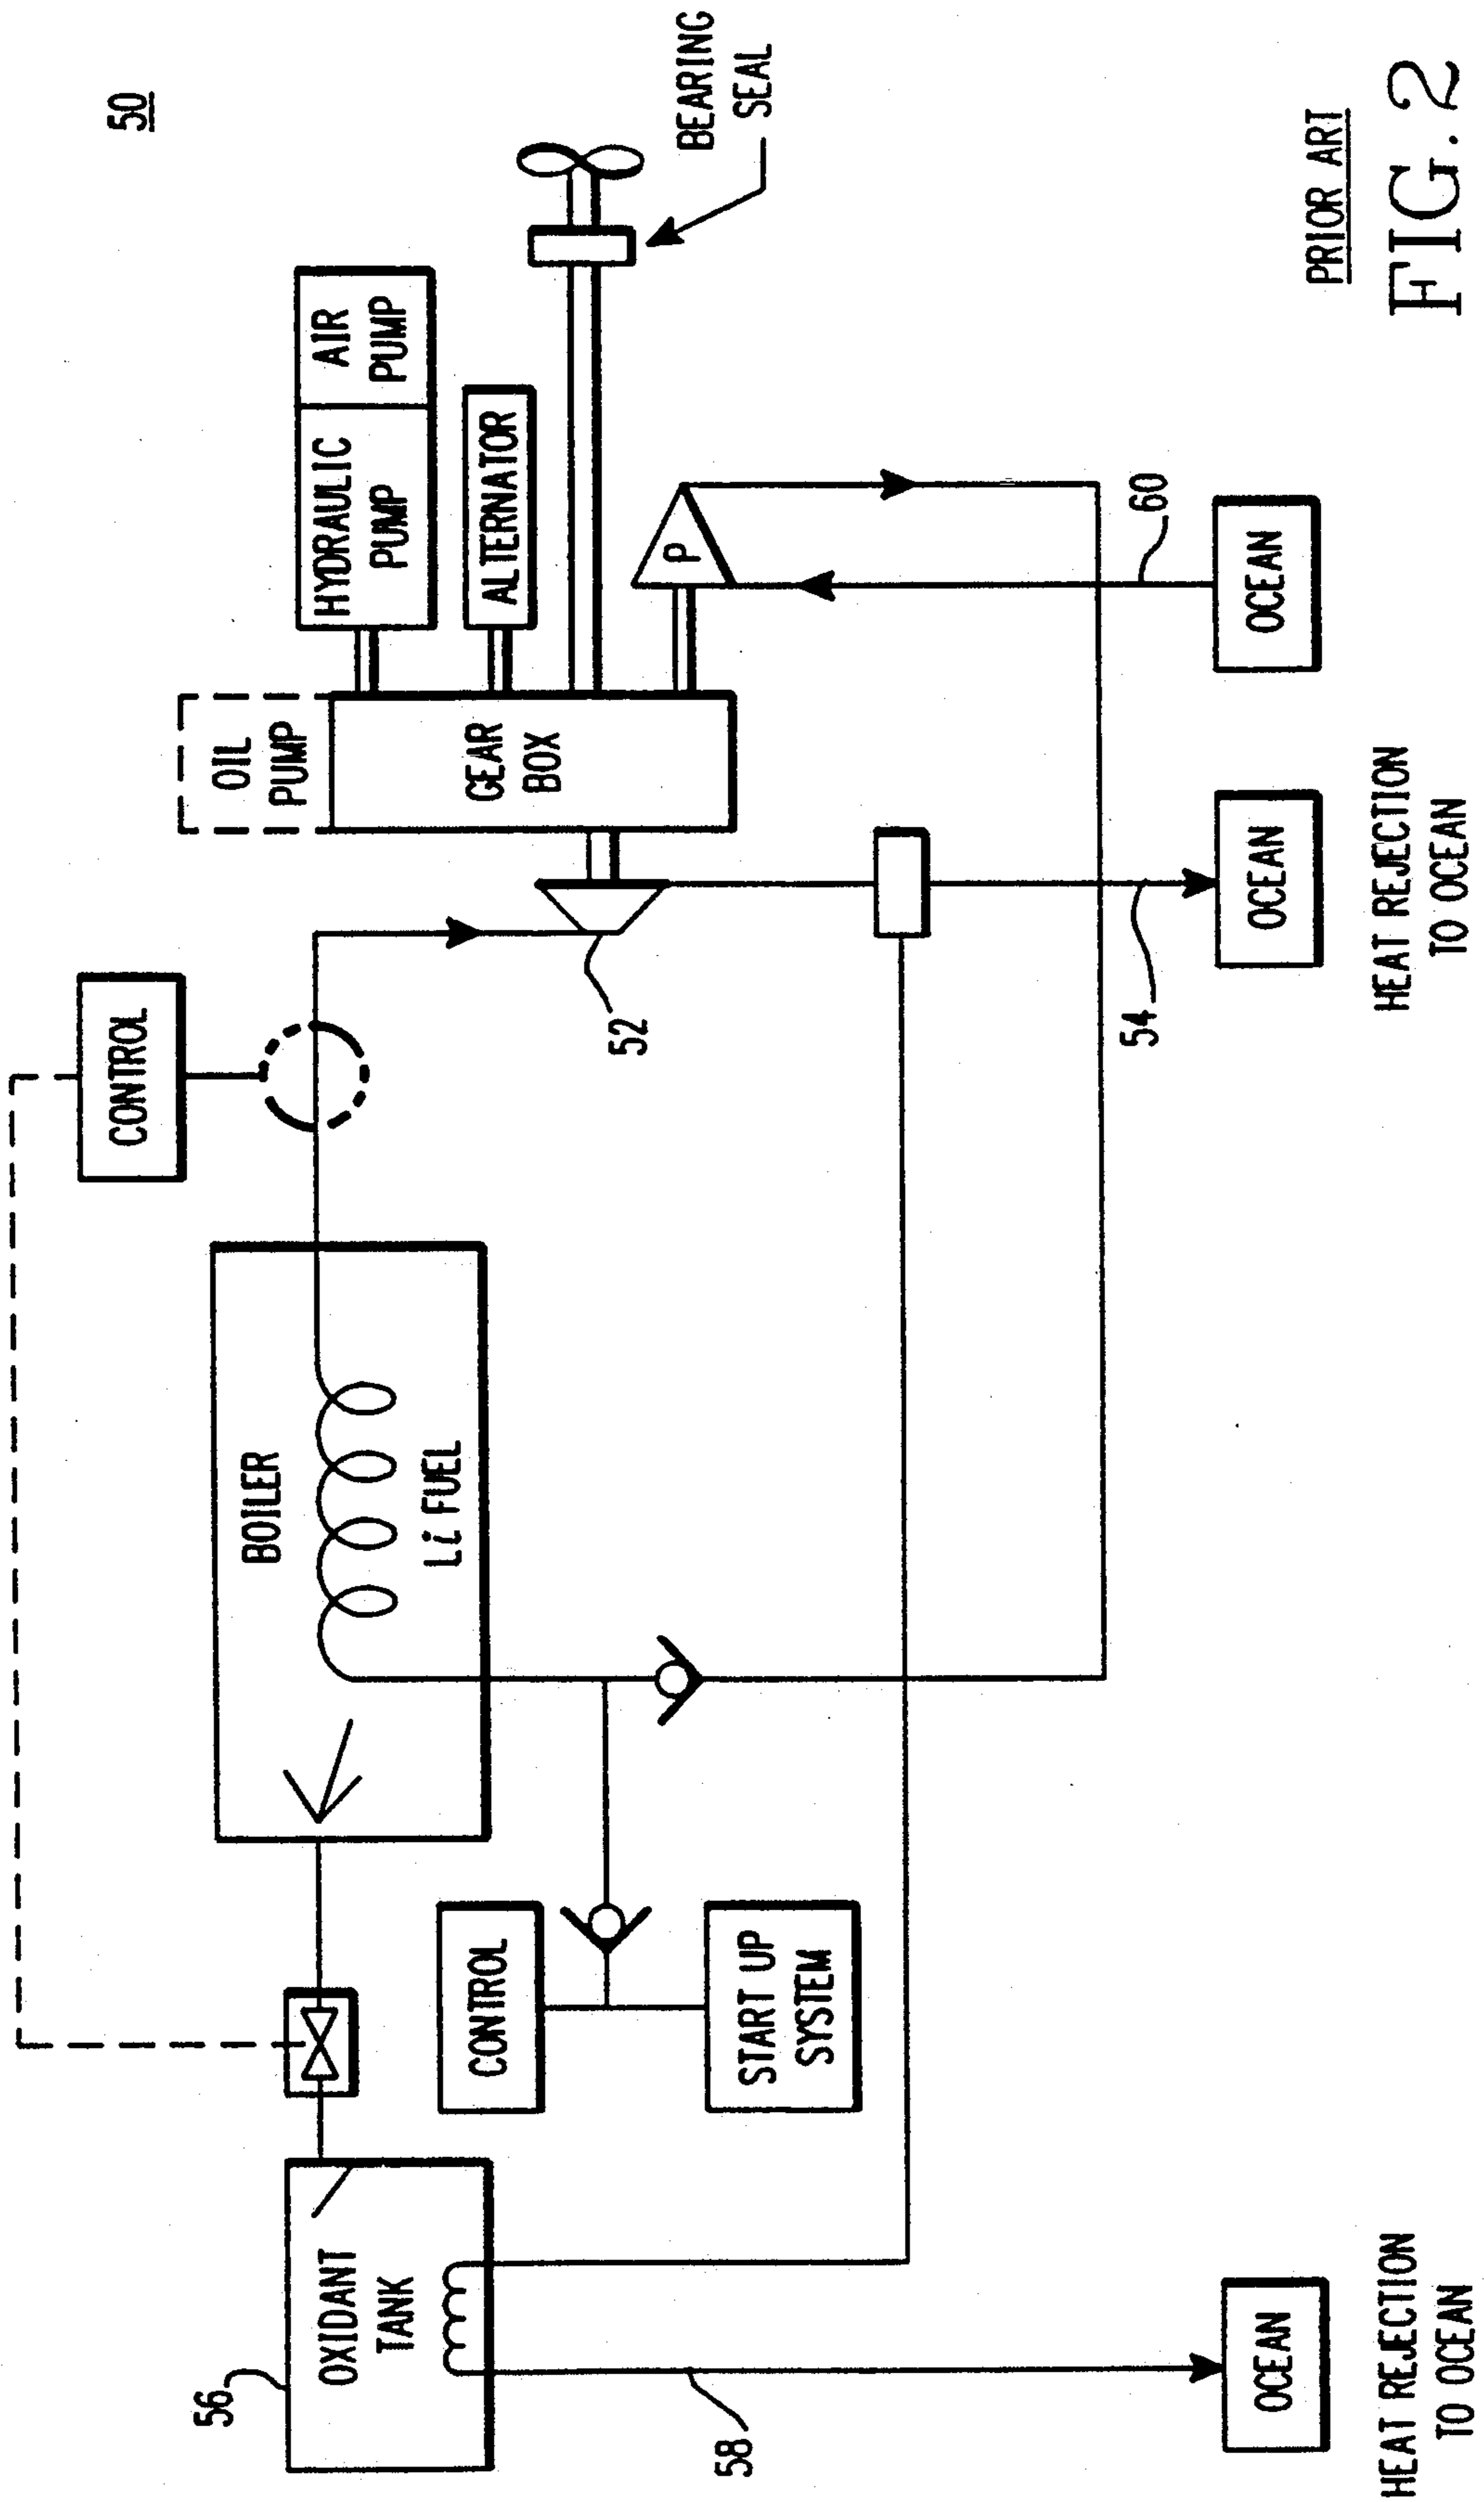 50
CONTROL
OIL
PUMP
HYDRAULIC
PUMP
AIR
PUMP
ALTERNATOR
GEAR
BOX
BEARING
SEAL
BOILER
Li FUEL
52
P
56
OXIDANT
TANK
CONTROL
START UP
SYSTEM
58
54
60
OCEAN
HEAT REJECTION
TO OCEAN
OCEAN
HEAT REJECTION
TO OCEAN
OCEAN
PRIOR ART
FIG. 2